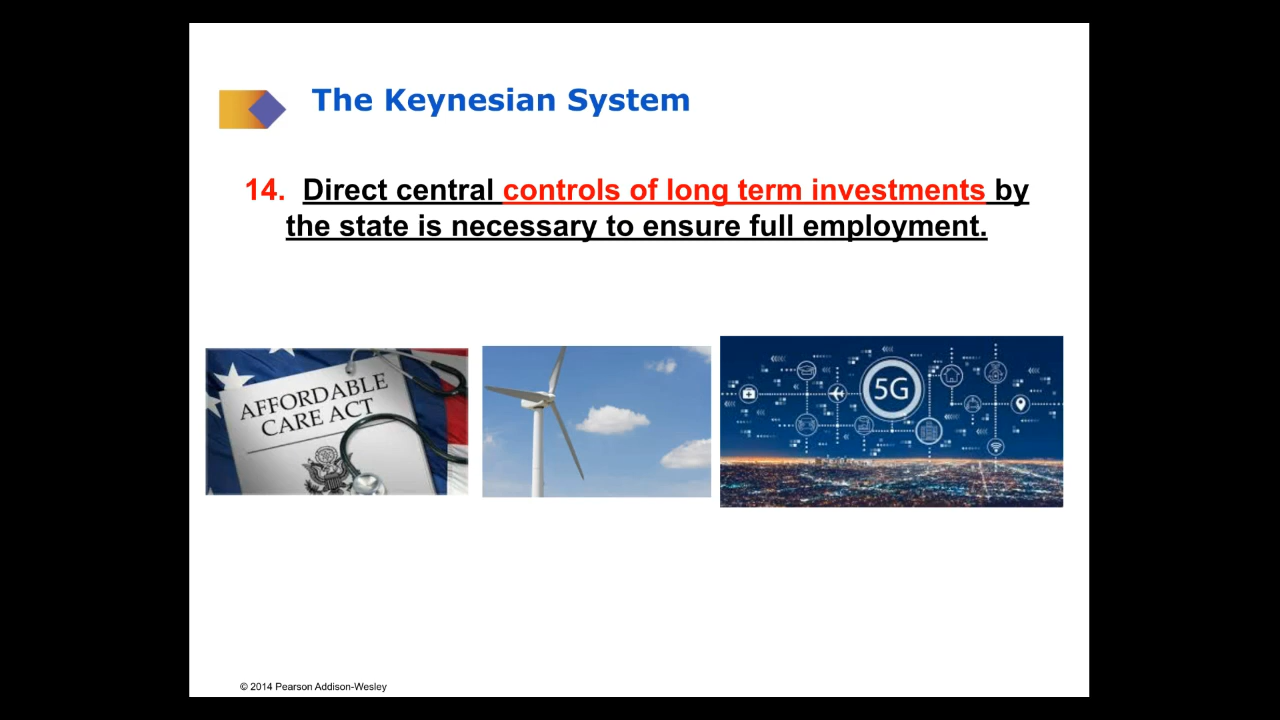 The Keynesian System
14. Direct central controls of long term investments by
the state is necessary to ensure full employment.
AFFORDABLE
CARE ACT
5G
© 2014 Pearson Addison-Wesley